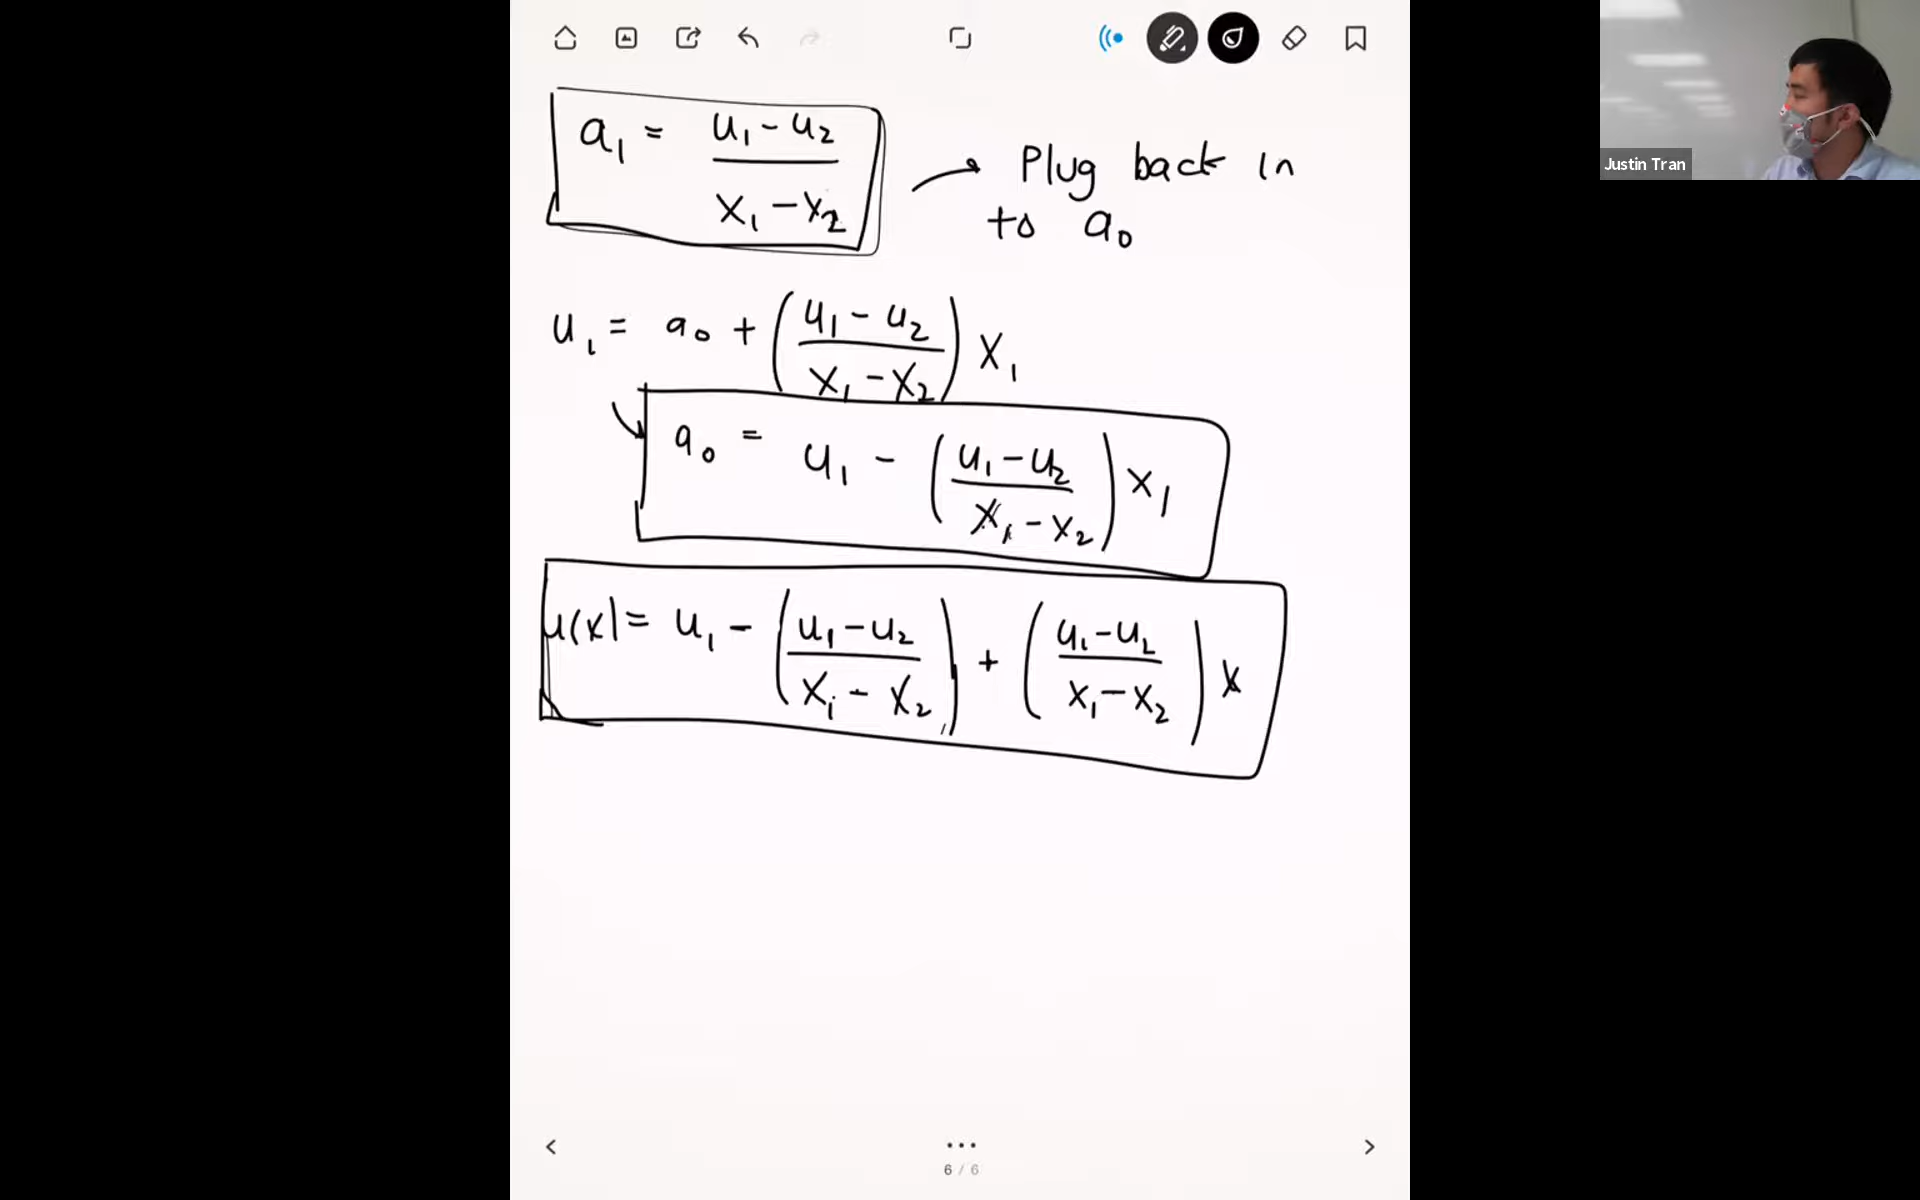 Justin Tran
a₁ = (u₁ - u₂)/(x₁ - x₂)
Plug back in
to a₀
u₁ = a₀ + ((u₁ - u₂)/(x₁ - x₂)) x₁
a₀ = u₁ - ((u₁ - u₂)/(x₁ - x₂)) x₁
u(x) = u₁ - ((u₁ - u₂)/(x₁ - x₂)) + ((u₁ - u₂)/(x₁ - x₂)) x
6 / 6